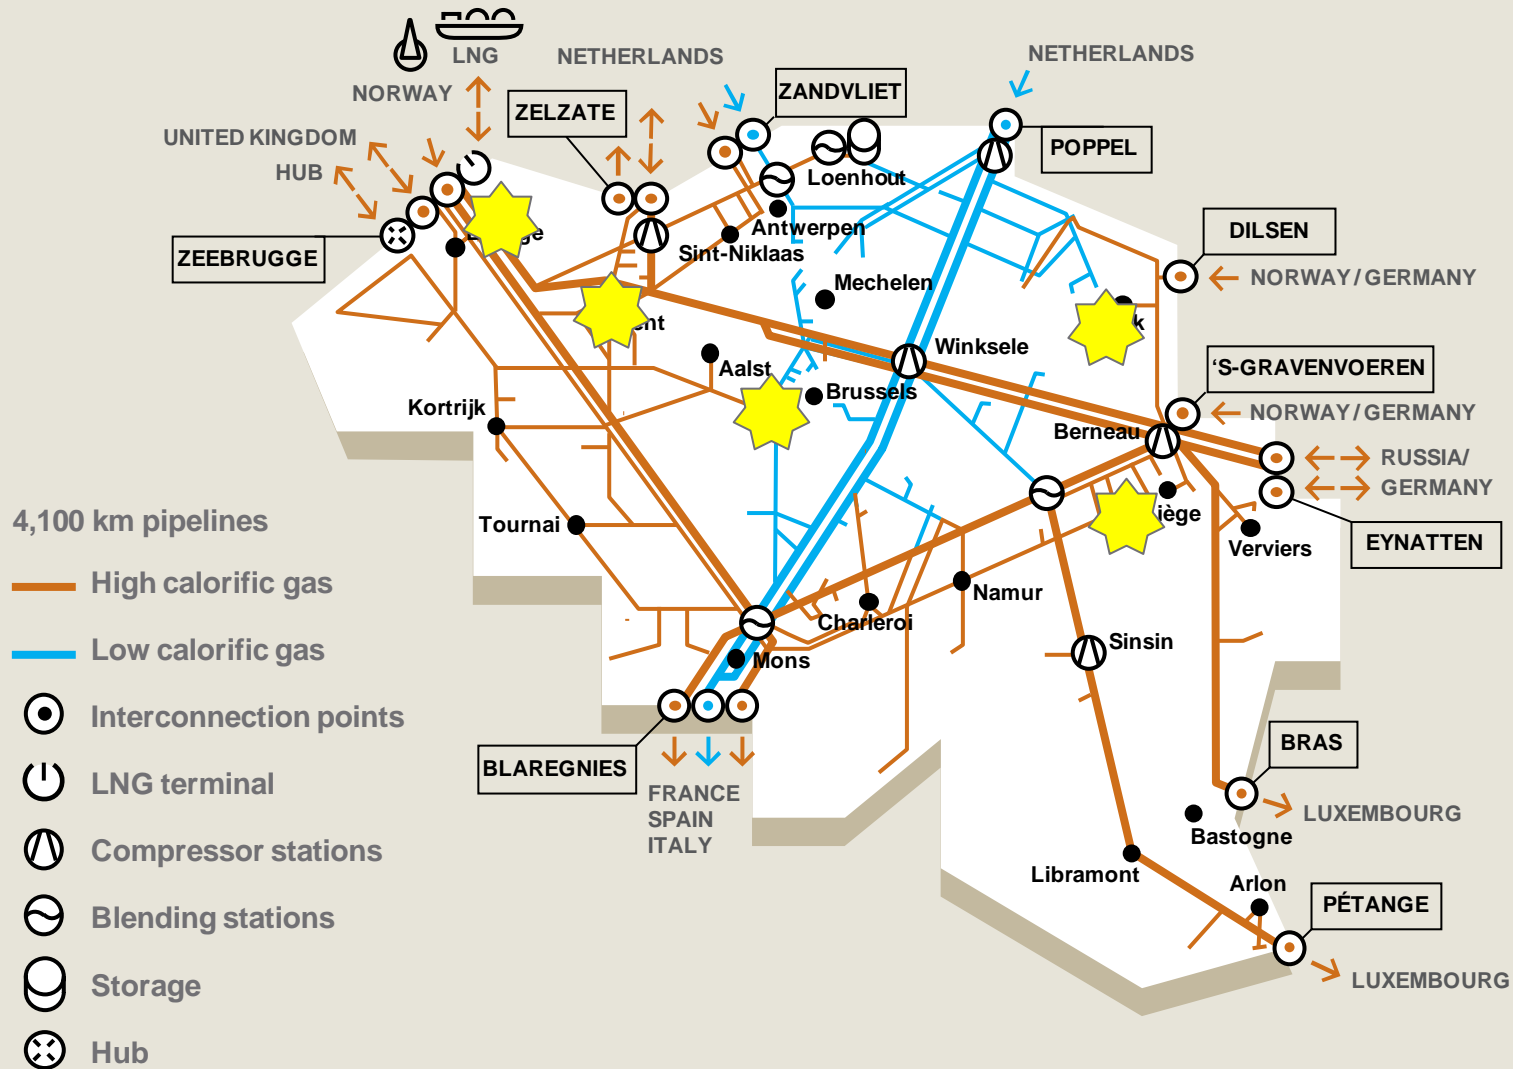 LNG
NORWAY
NETHERLANDS
NETHERLANDS
ZANDVLIET
ZELZATE
UNITED KINGDOM
HUB
POPPEL
Loenhout
Antwerpen
Sint-Niklaas
ZEEBRUGGE
DILSEN
NORWAY / GERMANY
Mechelen
Winksele
Aalst
Brussels
'S-GRAVENVOEREN
NORWAY / GERMANY
Kortrijk
Berneau
RUSSIA/
GERMANY
EYNATTEN
Verviers
Tournai
Namur
Charleroi
Sinsin
Mons
BLAREGNIES
FRANCE
SPAIN
ITALY
BRAS
LUXEMBOURG
Bastogne
Libramont
Arlon
PÉTANGE
LUXEMBOURG
4,100 km pipelines
High calorific gas
Low calorific gas
Interconnection points
LNG terminal
Compressor stations
Blending stations
Storage
Hub